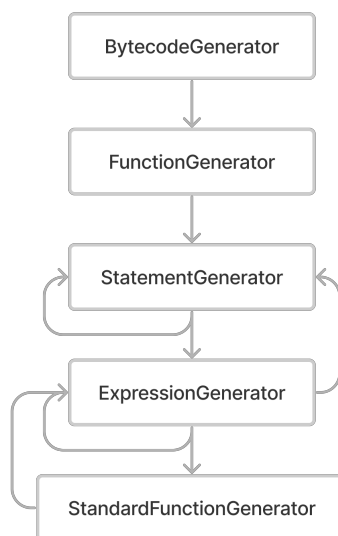 BytecodeGenerator
FunctionGenerator
StatementGenerator
ExpressionGenerator
StandardFunctionGenerator